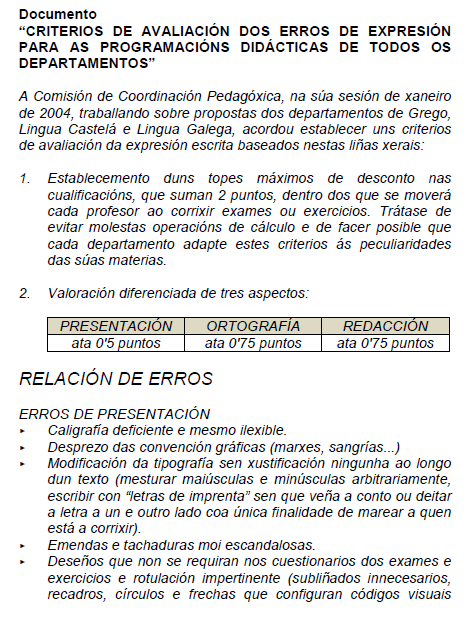 Documento
“CRITERIOS DE AVALIACIÓN DOS ERROS DE EXPRESIÓN
PARA AS PROGRAMACIÓNS DIDÁCTICAS DE TODOS OS
DEPARTAMENTOS”
A Comisión de Coordinación Pedagóxica, na súa sesión de xaneiro
de 2004, traballando sobre propostas dos departamentos de Grego,
Lingua Castelá e Lingua Galega, acordou establecer uns criterios
de avaliación da expresión escrita baseados nestas liñas xerais:
1. Establecemento duns topes máximos de desconto nas
cualificacións, que suman 2 puntos, dentro dos que se moverá
cada profesor ao corrixir exames ou exercicios. Trátase de
evitar molestas operacións de cálculo e de facer posible que
cada departamento adapte estes criterios ás peculiaridades
das súas materias.
2. Valoración diferenciada de tres aspectos:
PRESENTACIÓN ORTOGRAFÍA REDACCIÓN
ata 0'5 puntos ata 0'75 puntos ata 0'75 puntos
RELACIÓN DE ERROS
ERROS DE PRESENTACIÓN
▸ Caligrafía deficiente e mesmo ilexible.
▸ Desprezo das convención gráficas (marxes, sangrías...)
▸ Modificación da tipografía sen xustificación ningunha ao longo
dun texto (mesturar maiúsculas e minúsculas arbitrariamente,
escribir con “letras de imprenta” sen que veña a conto ou deitar
a letra a un e outro lado coa única finalidade de marear a quen
está a corrixir).
▸ Emendas e tachaduras moi escandalosas.
▸ Deseños que non se requiran nos cuestionarios dos exames e
exercicios e rotulación impertinente (subliñados innecesarios,
recadros, círculos e frechas que configuran códigos visuais